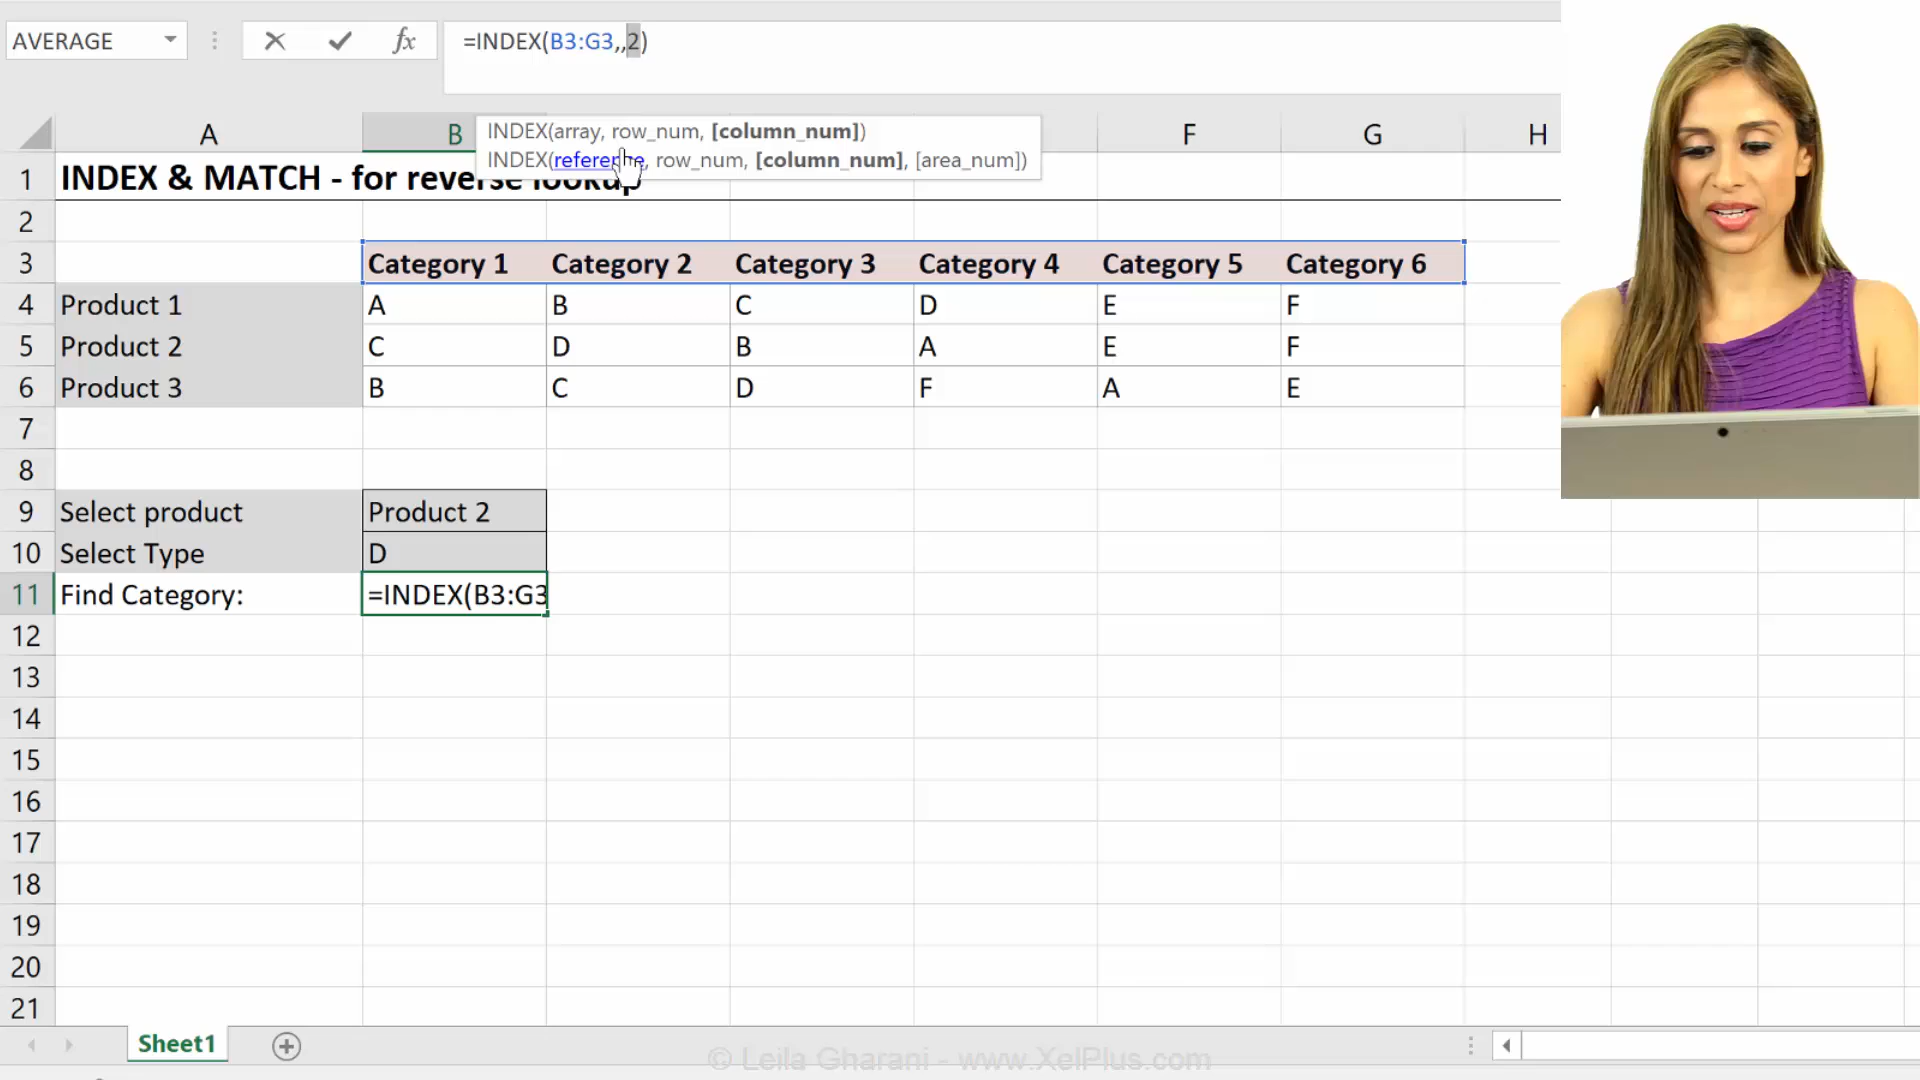 AVERAGE fx =INDEX(B3:G3,,2)
INDEX(array, row_num, [column_num])
INDEX(reference, row_num, [column_num], [area_num])
A B F G H
1 INDEX & MATCH - for reverse lookup
2
3 Category 1 Category 2 Category 3 Category 4 Category 5 Category 6
4 Product 1 A B C D E F
5 Product 2 C D B A E F
6 Product 3 B C D F A E
7
8
9 Select product Product 2
10 Select Type D
11 Find Category: =INDEX(B3:G3
12
13
14
15
16
17
18
19
20
21
Sheet1
© Leila Gharani - www.XelPlus.com